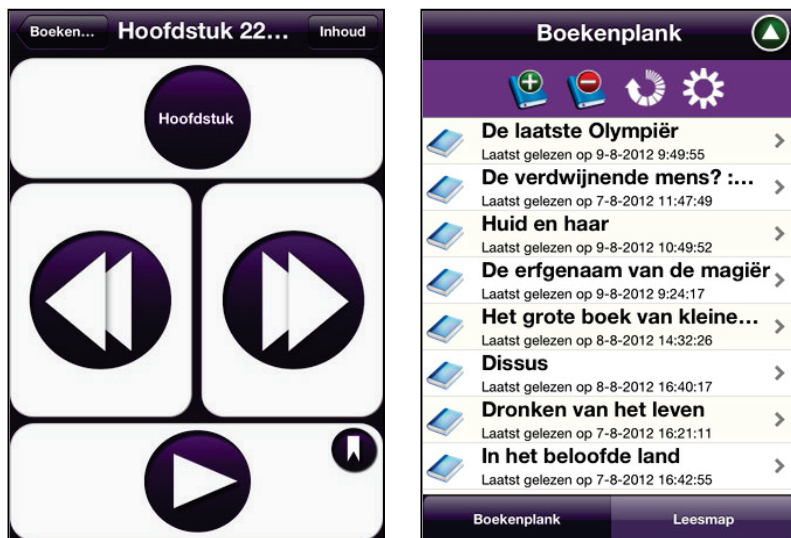 Boeken...
Hoofdstuk 22...
Inhoud
Hoofdstuk
Boekenplank
De laatste Olympiër
Laatst gelezen op 9-8-2012 9:49:55
De verdwijnende mens? :...
Laatst gelezen op 7-8-2012 11:47:49
Huid en haar
Laatst gelezen op 9-8-2012 10:49:52
De erfgenaam van de magiër
Laatst gelezen op 9-8-2012 9:24:17
Het grote boek van kleine...
Laatst gelezen op 8-8-2012 14:32:26
Dissus
Laatst gelezen op 8-8-2012 16:40:17
Dronken van het leven
Laatst gelezen op 7-8-2012 16:21:11
In het beloofde land
Laatst gelezen op 7-8-2012 16:42:55
Boekenplank
Leesmap